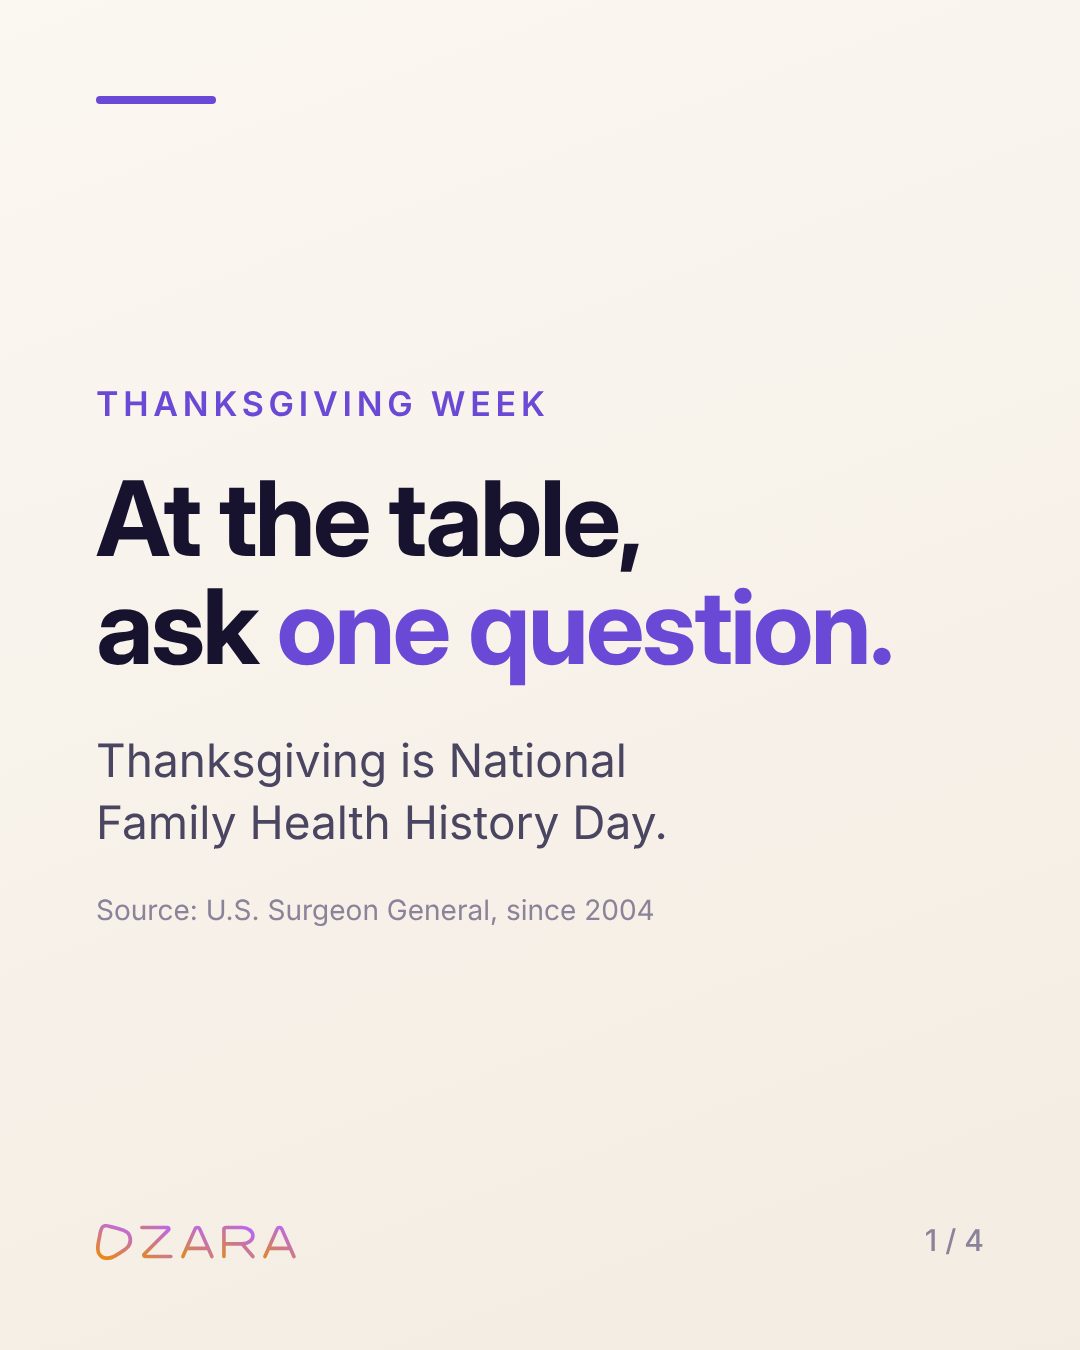 THANKSGIVING WEEK
At the table,
ask one question.
Thanksgiving is National
Family Health History Day.
Source: U.S. Surgeon General, since 2004
DZARA
1 / 4